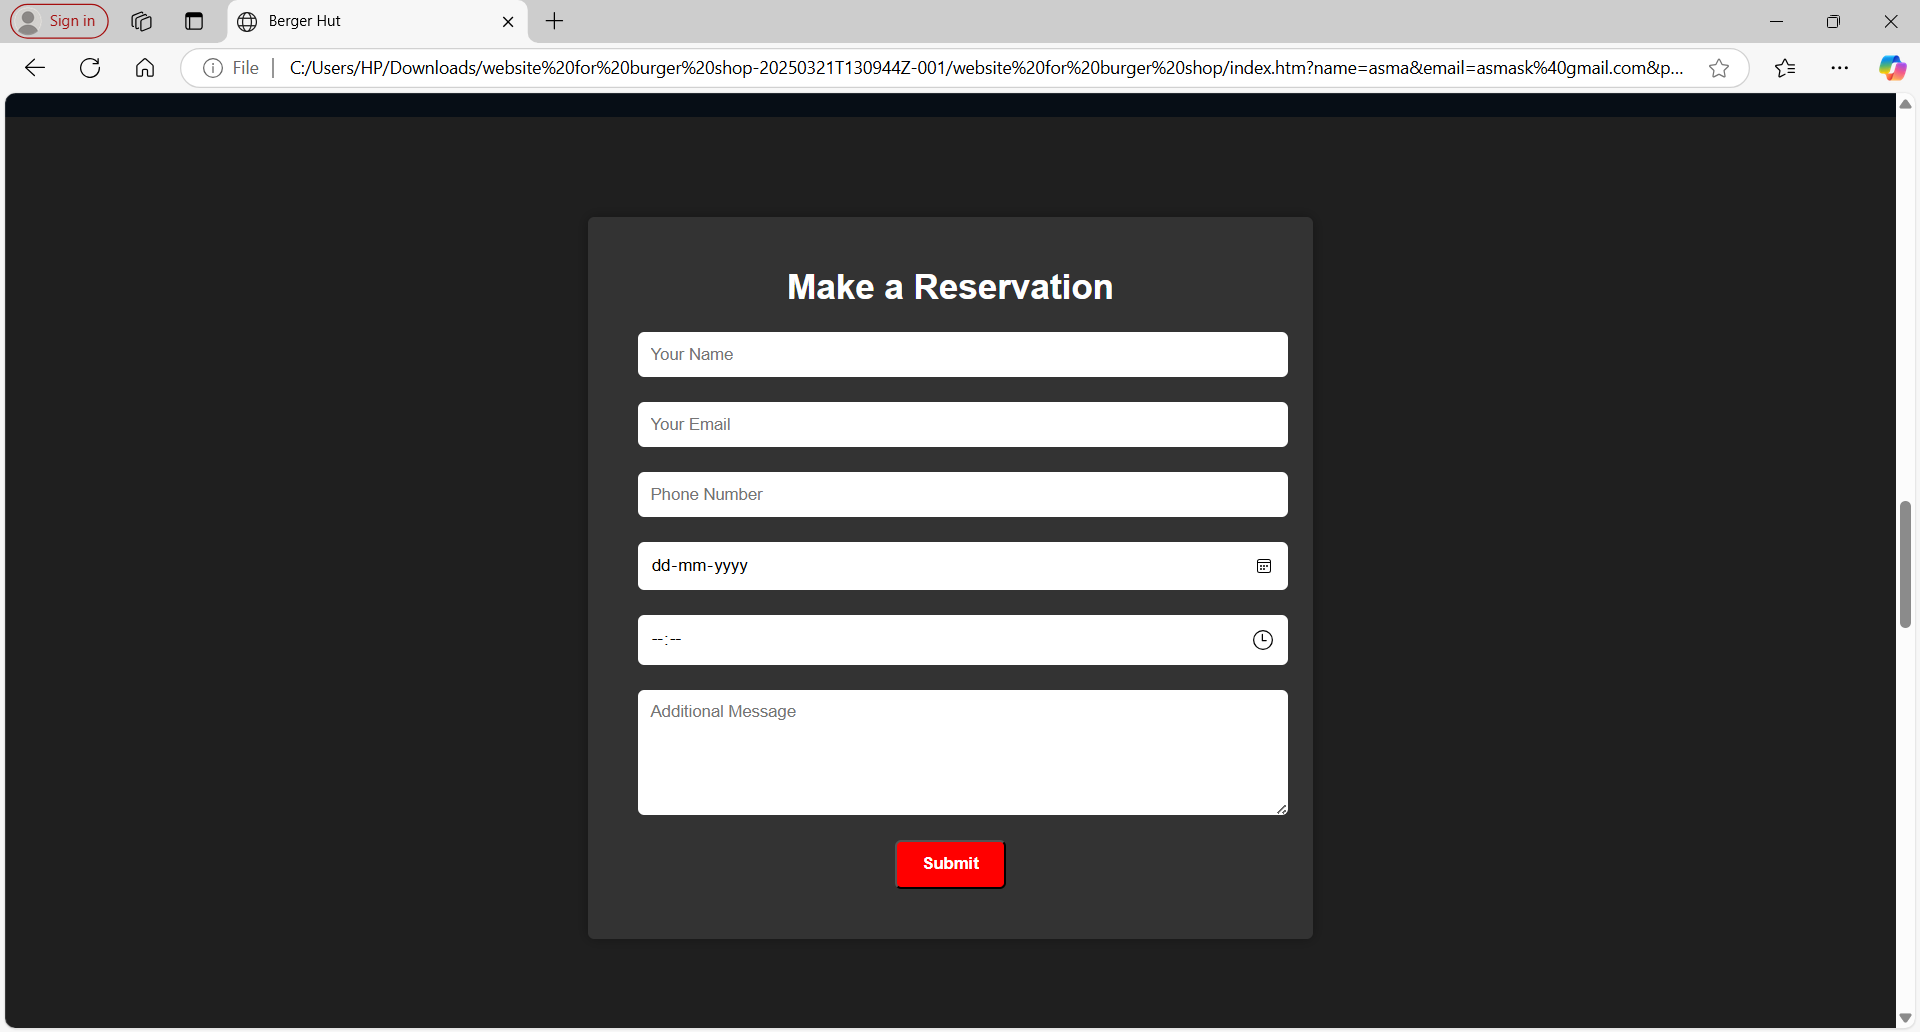 Sign in
Berger Hut
File
C:/Users/HP/Downloads/website%20for%20burger%20shop-20250321T130944Z-001/website%20for%20burger%20shop/index.htm?name=asma&email=asmask%40gmail.com&p...
Make a Reservation
Your Name
Your Email
Phone Number
dd-mm-yyyy
--:--
Additional Message
Submit